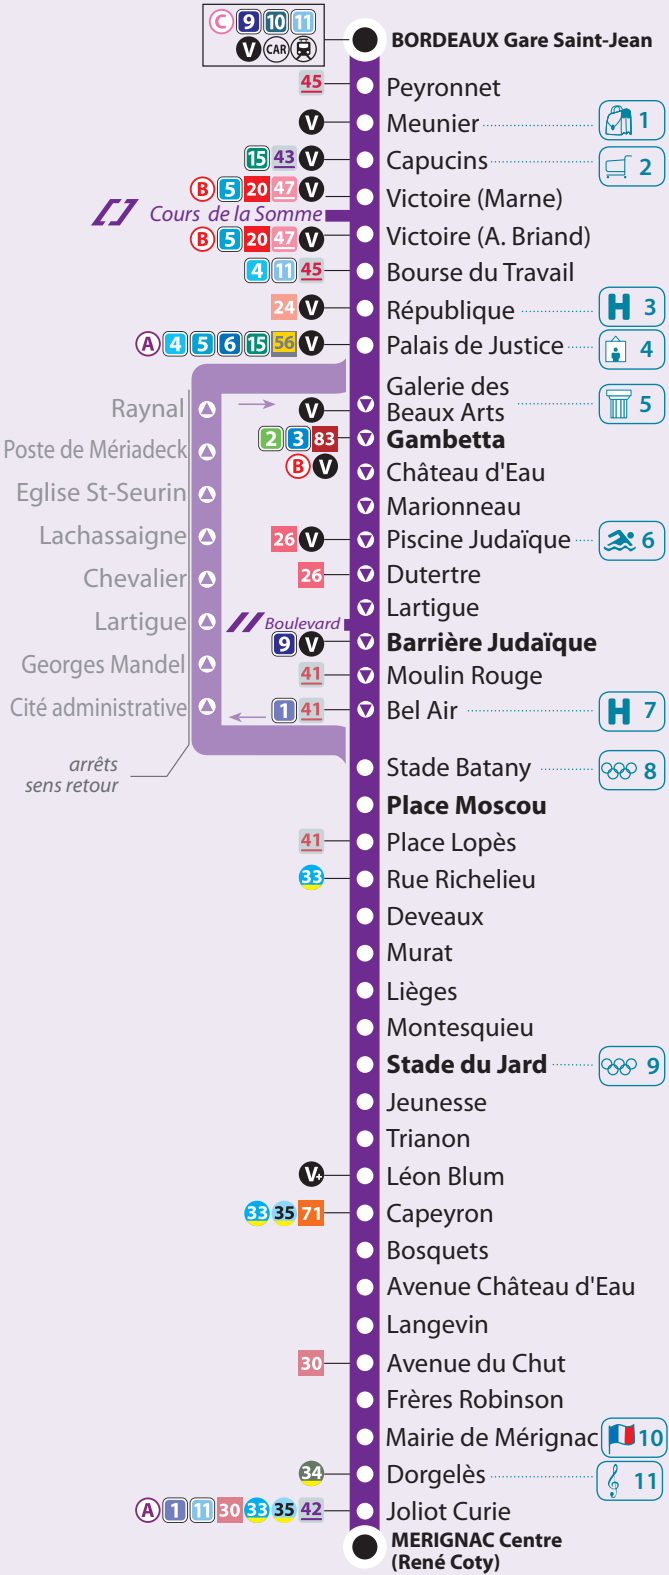 C 9 10 11
V CAR
BORDEAUX Gare Saint-Jean
45 Peyronnet
V Meunier 1
15 43 V Capucins 2
B 5 20 47 V Victoire (Marne)
Cours de la Somme
B 5 20 47 V Victoire (A. Briand)
4 11 45 Bourse du Travail
24 V République H 3
A 4 5 6 15 56 V Palais de Justice 4
Raynal
V Galerie des
Beaux Arts 5
2 3 83 Gambetta
B V
Poste de Mériadeck
Château d'Eau
Eglise St-Seurin
Marionneau
Lachassaigne
26 V Piscine Judaïque 6
Chevalier
26 Dutertre
Lartigue
Lartigue
Boulevard
9 V Barrière Judaïque
Georges Mandel
41 Moulin Rouge
Cité administrative
1 41 Bel Air H 7
arrêts
sens retour
Stade Batany 8
Place Moscou
41 Place Lopès
33 Rue Richelieu
Deveaux
Murat
Lièges
Montesquieu
Stade du Jard 9
Jeunesse
Trianon
V+ Léon Blum
33 35 71 Capeyron
Bosquets
Avenue Château d'Eau
Langevin
30 Avenue du Chut
Frères Robinson
Mairie de Mérignac 10
34 Dorgelès 11
A 1 11 30 33 35 42 Joliot Curie
MERIGNAC Centre
(René Coty)